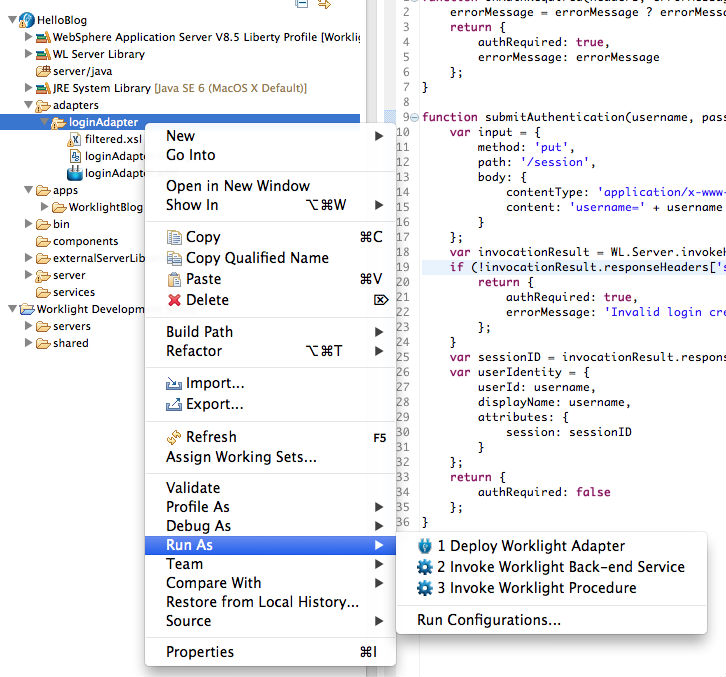 HelloBlog
WebSphere Application Server V8.5 Liberty Profile [Worklig
WL Server Library
server/java
JRE System Library [Java SE 6 (MacOS X Default)]
adapters
loginAdapter
filtered.xsl
loginAdapt
loginAdapt
apps
WorklightBlog
bin
components
externalServerLib
server
services
Worklight Developm
servers
shared
New
Go Into
Open in New Window
Show In ⌥⌘W
Copy ⌘C
Copy Qualified Name
Paste ⌘V
Delete ⌦
Build Path
Refactor ⌥⌘T
Import...
Export...
Refresh F5
Assign Working Sets...
Validate
Profile As
Debug As
Run As
Team
Compare With
Restore from Local History...
Source
Properties ⌘I
1 Deploy Worklight Adapter
2 Invoke Worklight Back-end Service
3 Invoke Worklight Procedure
Run Configurations...
2 errorMessage = errorMessage ? errorMess
3 return {
4 authRequired: true,
5 errorMessage: errorMessage
6 };
7 }
8
9 function submitAuthentication(username, pas
10 var input = {
11 method: 'put',
12 path: '/session',
13 body: {
14 contentType: 'application/x-www-
15 content: 'username=' + username
16 }
17 };
18 var invocationResult = WL.Server.invokeH
19 if (!invocationResult.responseHeaders['s
20 return {
21 authRequired: true,
22 errorMessage: 'Invalid login cre
23 };
24 }
25 var sessionID = invocationResult.respons
26 var userIdentity = {
27 userId: username,
28 displayName: username,
29 attributes: {
30 session: sessionID
31 }
32 };
33 return {
34 authRequired: false
35 };
36 }